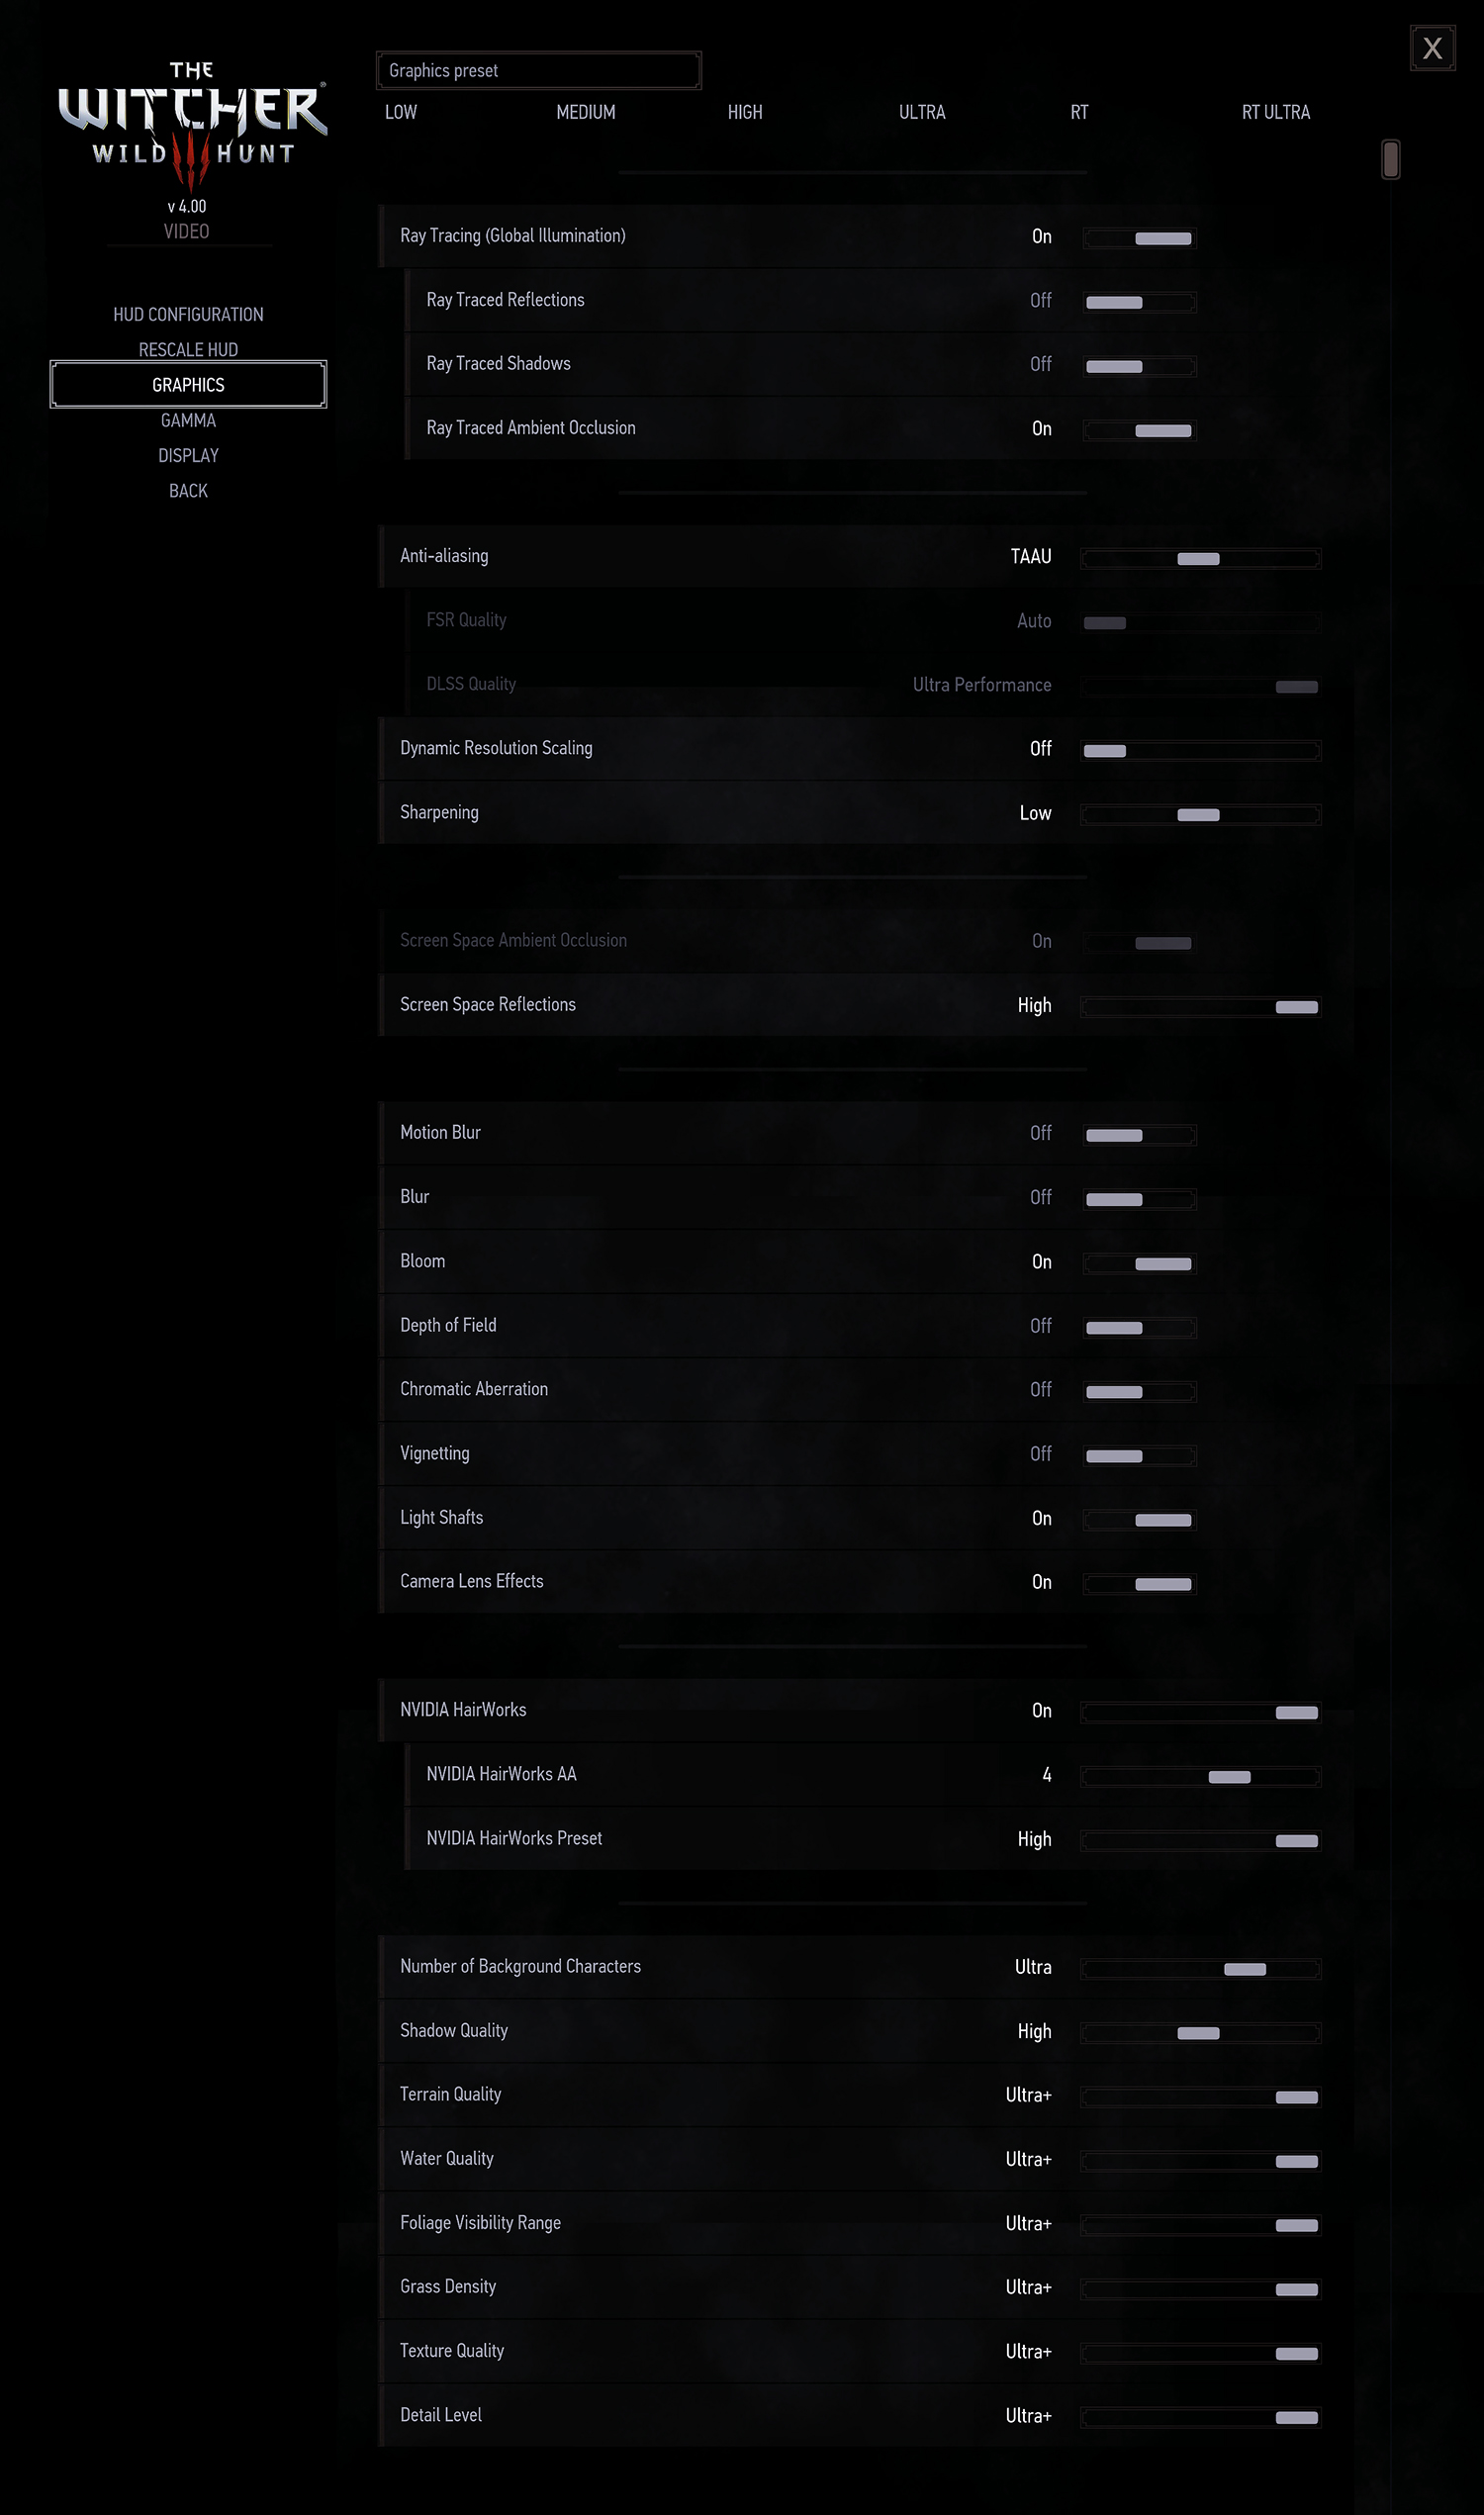 THE
WITCHER®
WILD HUNT
v 4.00
VIDEO
HUD CONFIGURATION
RESCALE HUD
GRAPHICS
GAMMA
DISPLAY
BACK
X
Graphics preset
LOW MEDIUM HIGH ULTRA RT RT ULTRA
Ray Tracing (Global Illumination) On
Ray Traced Reflections Off
Ray Traced Shadows Off
Ray Traced Ambient Occlusion On
Anti-aliasing TAAU
FSR Quality Auto
DLSS Quality Ultra Performance
Dynamic Resolution Scaling Off
Sharpening Low
Screen Space Ambient Occlusion On
Screen Space Reflections High
Motion Blur Off
Blur Off
Bloom On
Depth of Field Off
Chromatic Aberration Off
Vignetting Off
Light Shafts On
Camera Lens Effects On
NVIDIA HairWorks On
NVIDIA HairWorks AA 4
NVIDIA HairWorks Preset High
Number of Background Characters Ultra
Shadow Quality High
Terrain Quality Ultra+
Water Quality Ultra+
Foliage Visibility Range Ultra+
Grass Density Ultra+
Texture Quality Ultra+
Detail Level Ultra+